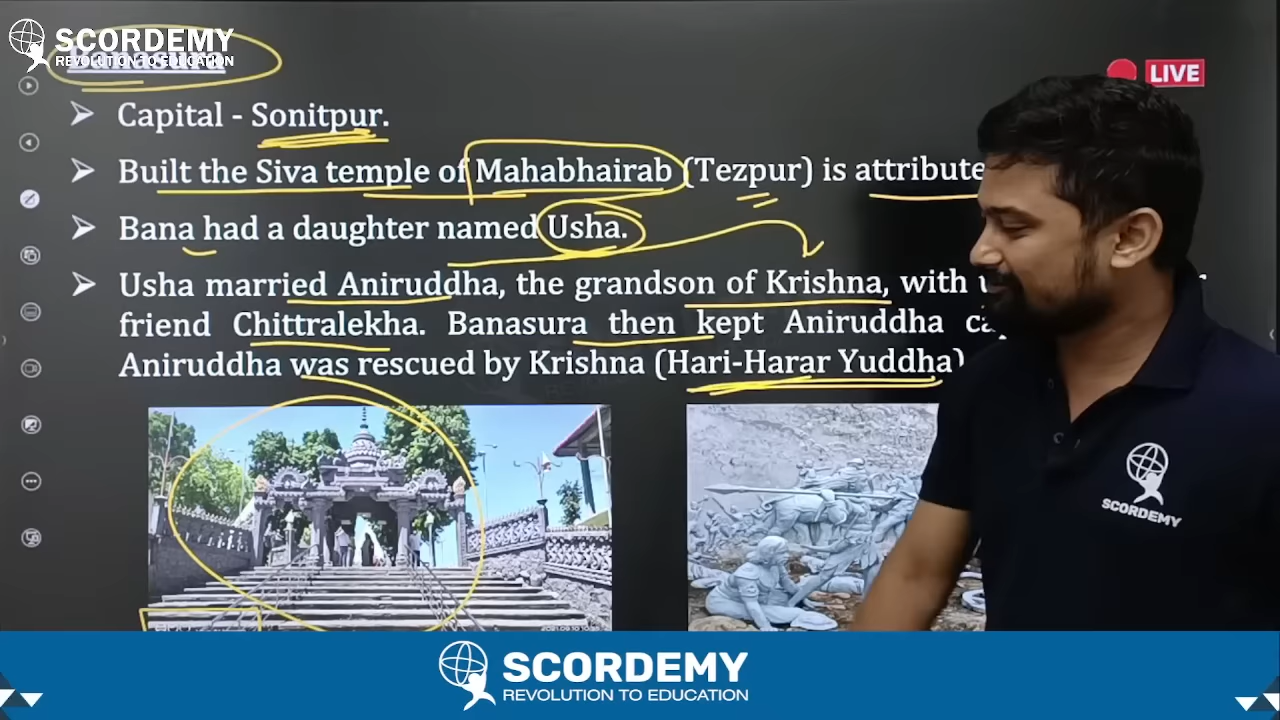 SCORDEMY
REVOLUTION TO EDUCATION
Banasura
LIVE
➤ Capital - Sonitpur.
➤ Built the Siva temple of Mahabhairab (Tezpur) is attribute
➤ Bana had a daughter named Usha.
➤ Usha married Aniruddha, the grandson of Krishna, with
friend Chittralekha. Banasura then kept Aniruddha
Aniruddha was rescued by Krishna (Hari-Harar Yuddha)
SCORDEMY
SCORDEMY
REVOLUTION TO EDUCATION